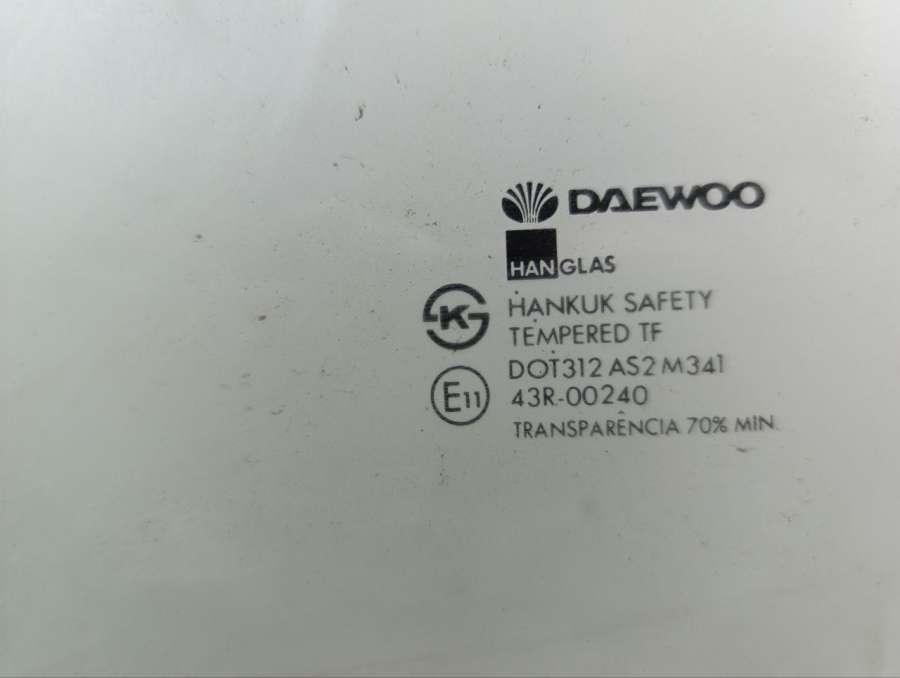 DAEWOO
HANGLAS
K HANKUK SAFETY
TEMPERED TF
DOT312 AS2 M341
E11 43R-00240
TRANSPARÊNCIA 70% MIN.